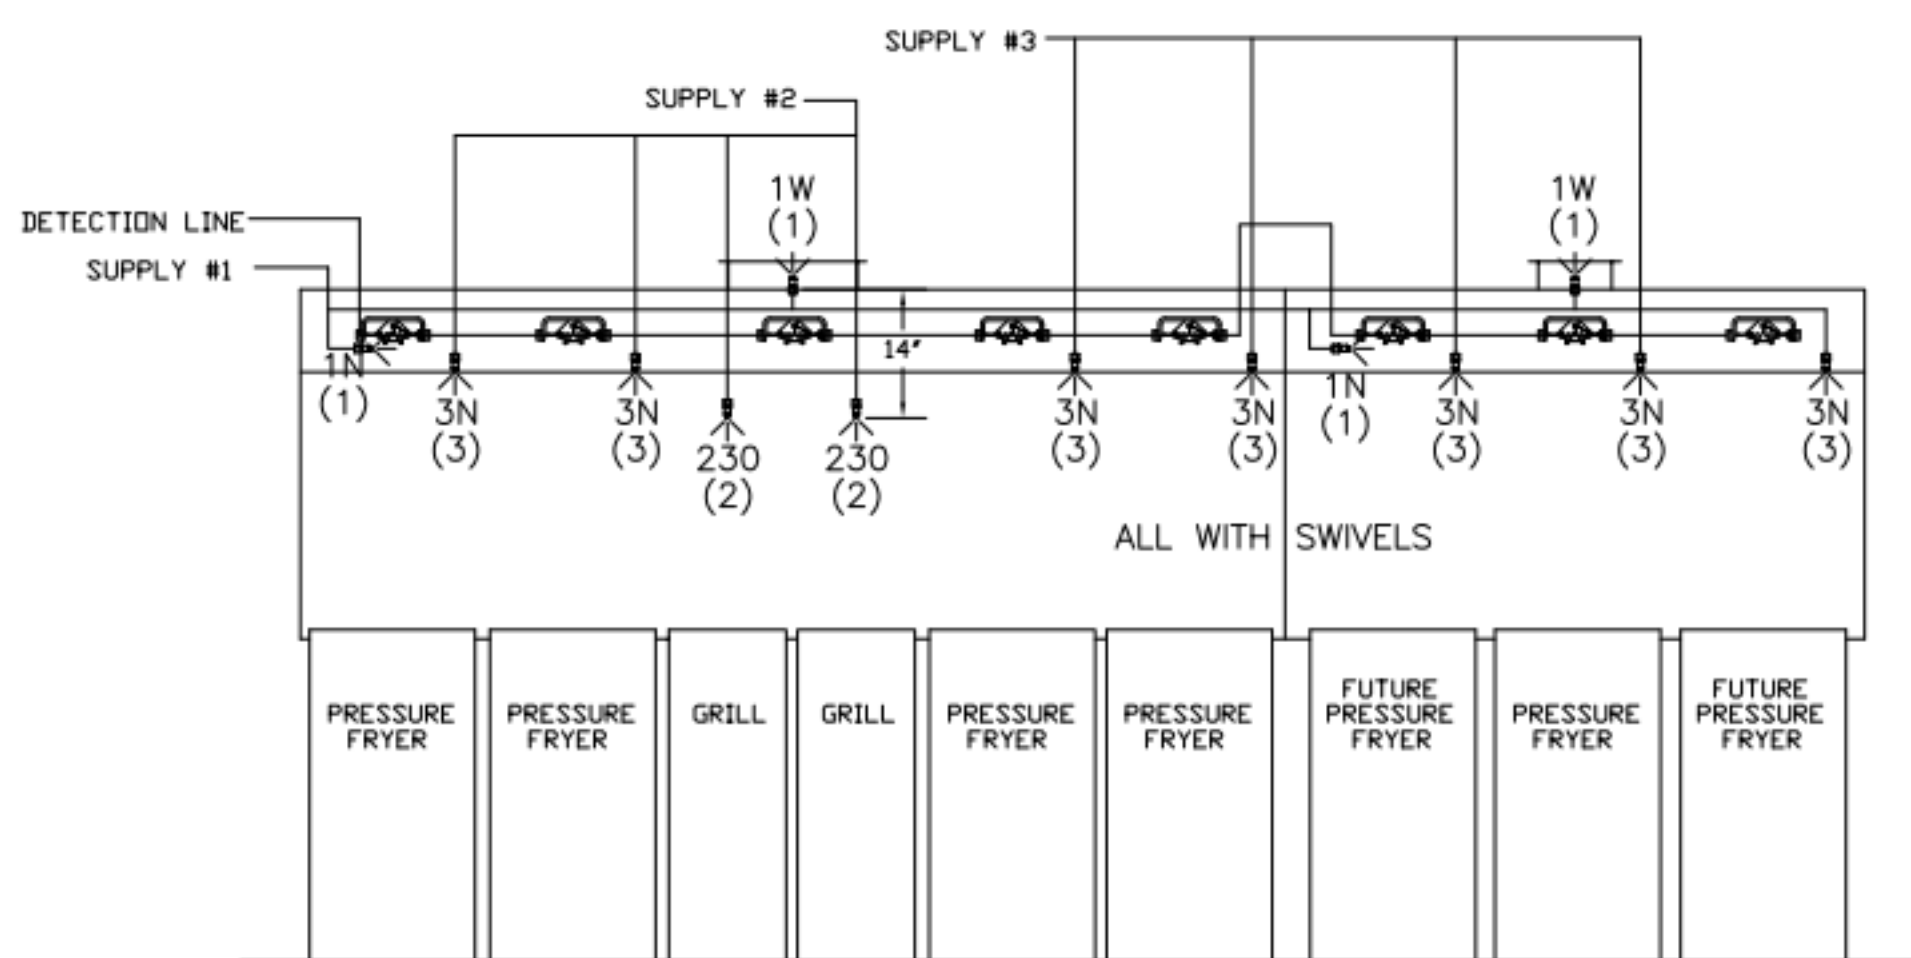 SUPPLY #3
SUPPLY #2
1W
(1)
1W
(1)
DETECTION LINE
SUPPLY #1
14"
1N
(1)
3N
(3)
3N
(3)
230
(2)
230
(2)
3N
(3)
3N
(3)
1N
(1)
3N
(3)
3N
(3)
3N
(3)
ALL WITH SWIVELS
PRESSURE
FRYER
PRESSURE
FRYER
GRILL
GRILL
PRESSURE
FRYER
PRESSURE
FRYER
FUTURE
PRESSURE
FRYER
PRESSURE
FRYER
FUTURE
PRESSURE
FRYER